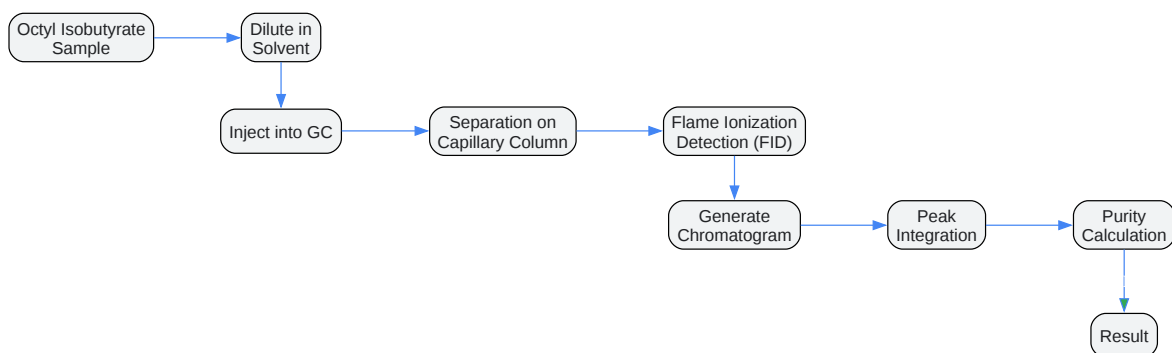 Octyl Isobutyrate
Sample
Dilute in
Solvent
Inject into GC
Separation on
Capillary Column
Flame Ionization
Detection (FID)
Generate
Chromatogram
Peak
Integration
Purity
Calculation
Result